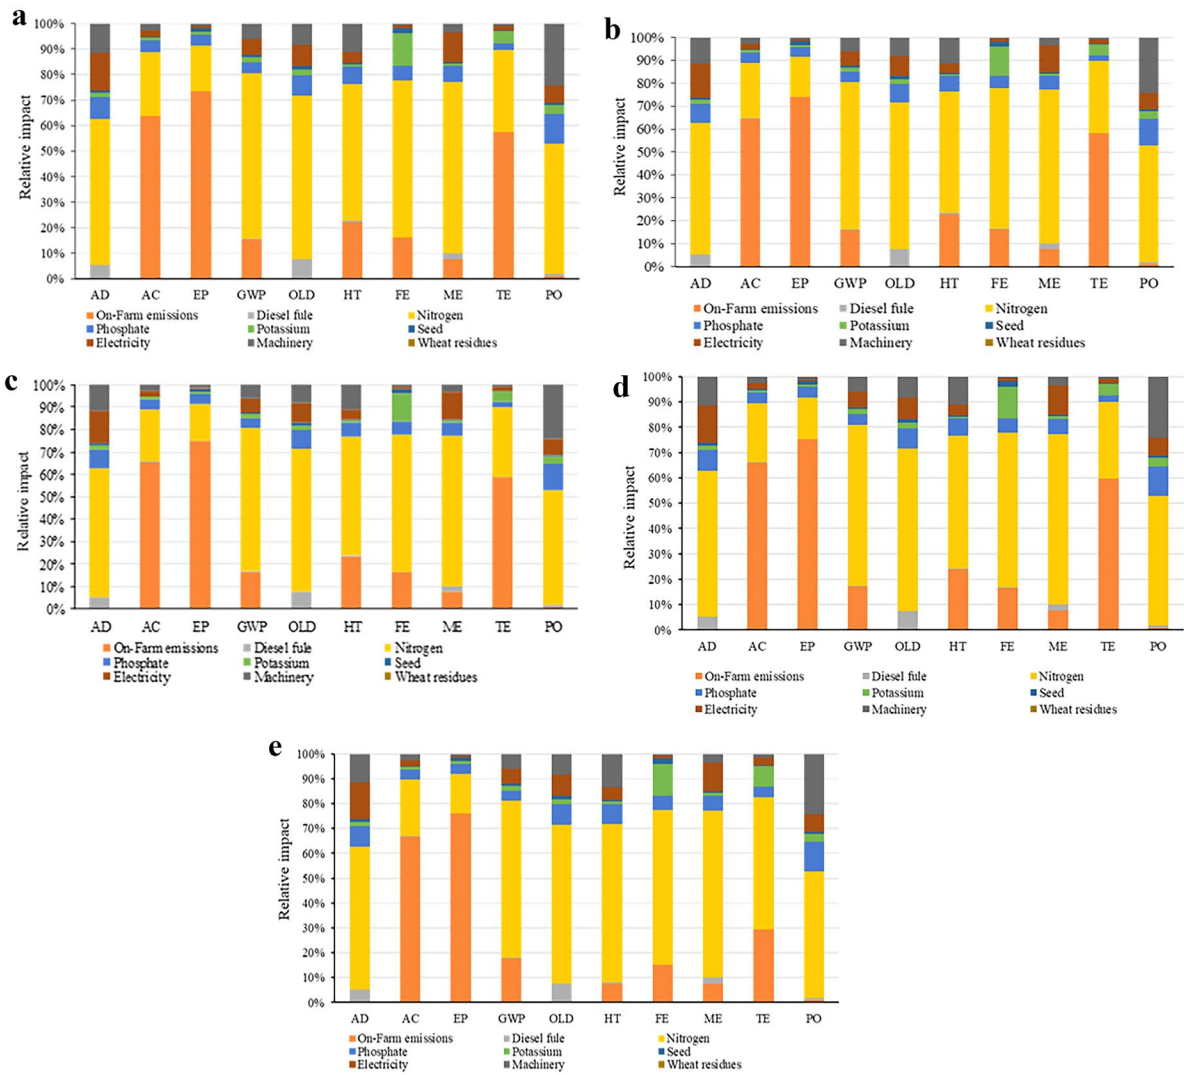 a
100%
90%
80%
70%
60%
50%
40%
30%
20%
10%
0%
Relative impact
AD AC EP GWP OLD HT FE ME TE PO
On-Farm emissions Diesel fule Nitrogen
Phosphate Potassium Seed
Electricity Machinery Wheat residues
b
100%
90%
80%
70%
60%
50%
40%
30%
20%
10%
0%
Relative impact
AD AC EP GWP OLD HT FE ME TE PO
On-Farm emissions Diesel fule Nitrogen
Phosphate Potassium Seed
Electricity Machinery Wheat residues
c
100%
90%
80%
70%
60%
50%
40%
30%
20%
10%
0%
Relative impact
AD AC EP GWP OLD HT FE ME TE PO
On-Farm emissions Diesel fule Nitrogen
Phosphate Potassium Seed
Electricity Machinery Wheat residues
d
100%
90%
80%
70%
60%
50%
40%
30%
20%
10%
0%
Relative impact
AD AC EP GWP OLD HT FE ME TE PO
On-Farm emissions Diesel fule Nitrogen
Phosphate Potassium Seed
Electricity Machinery Wheat residues
e
100%
90%
80%
70%
60%
50%
40%
30%
20%
10%
0%
Relative impact
AD AC EP GWP OLD HT FE ME TE PO
On-Farm emissions Diesel fule Nitrogen
Phosphate Potassium Seed
Electricity Machinery Wheat residues